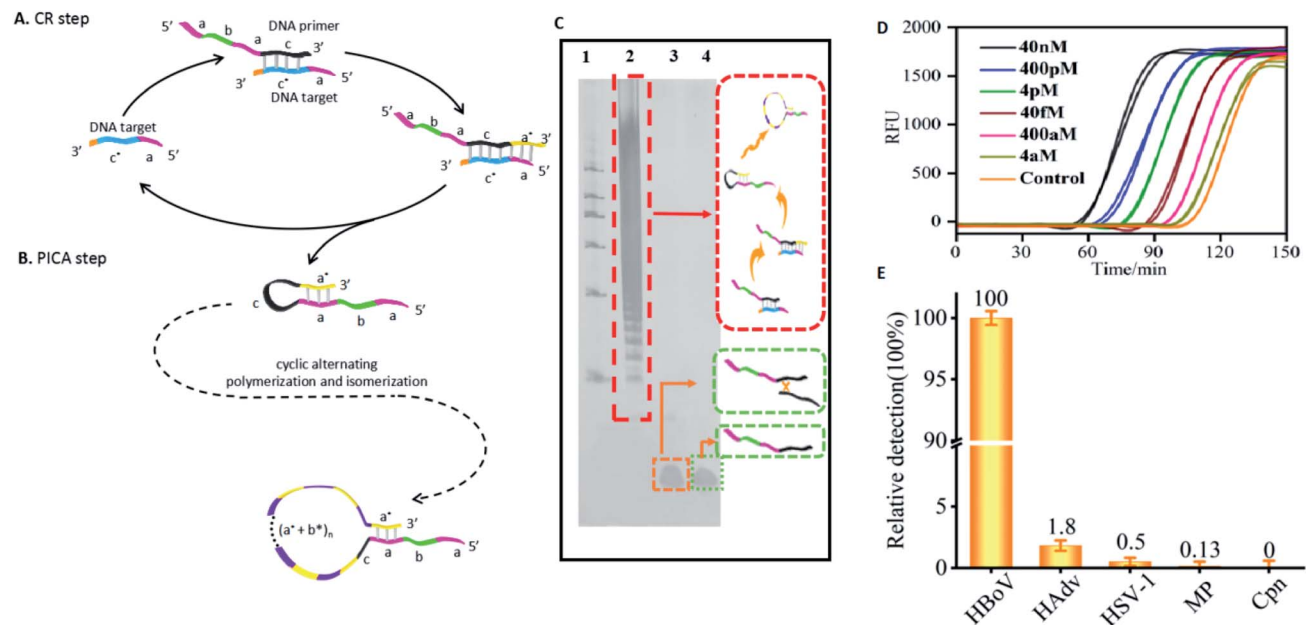 A. CR step
5’
a
b
a
DNA primer
c
3’
3’
c*
a
5’
DNA target
DNA target
3’
c*
a
5’
5’
a
b
a
c
a*
3’
3’
c*
a
5’
B. PICA step
c
a*
3’
a
b
a
5’
cyclic alternating
polymerization and isomerization
(a* + b*)n
a*
3’
c
a
b
a
5’
C
1 2 3 4
X
D
2000
1500
1000
500
0
RFU
40nM
400pM
4pM
40fM
400aM
4aM
Control
0 30 60 90 120 150
Time/min
E
Relative detection(100%)
100
95
90
5
0
100
1.8
0.5
0.13
0
HBoV
HAdv
HSV-1
MP
Cpn